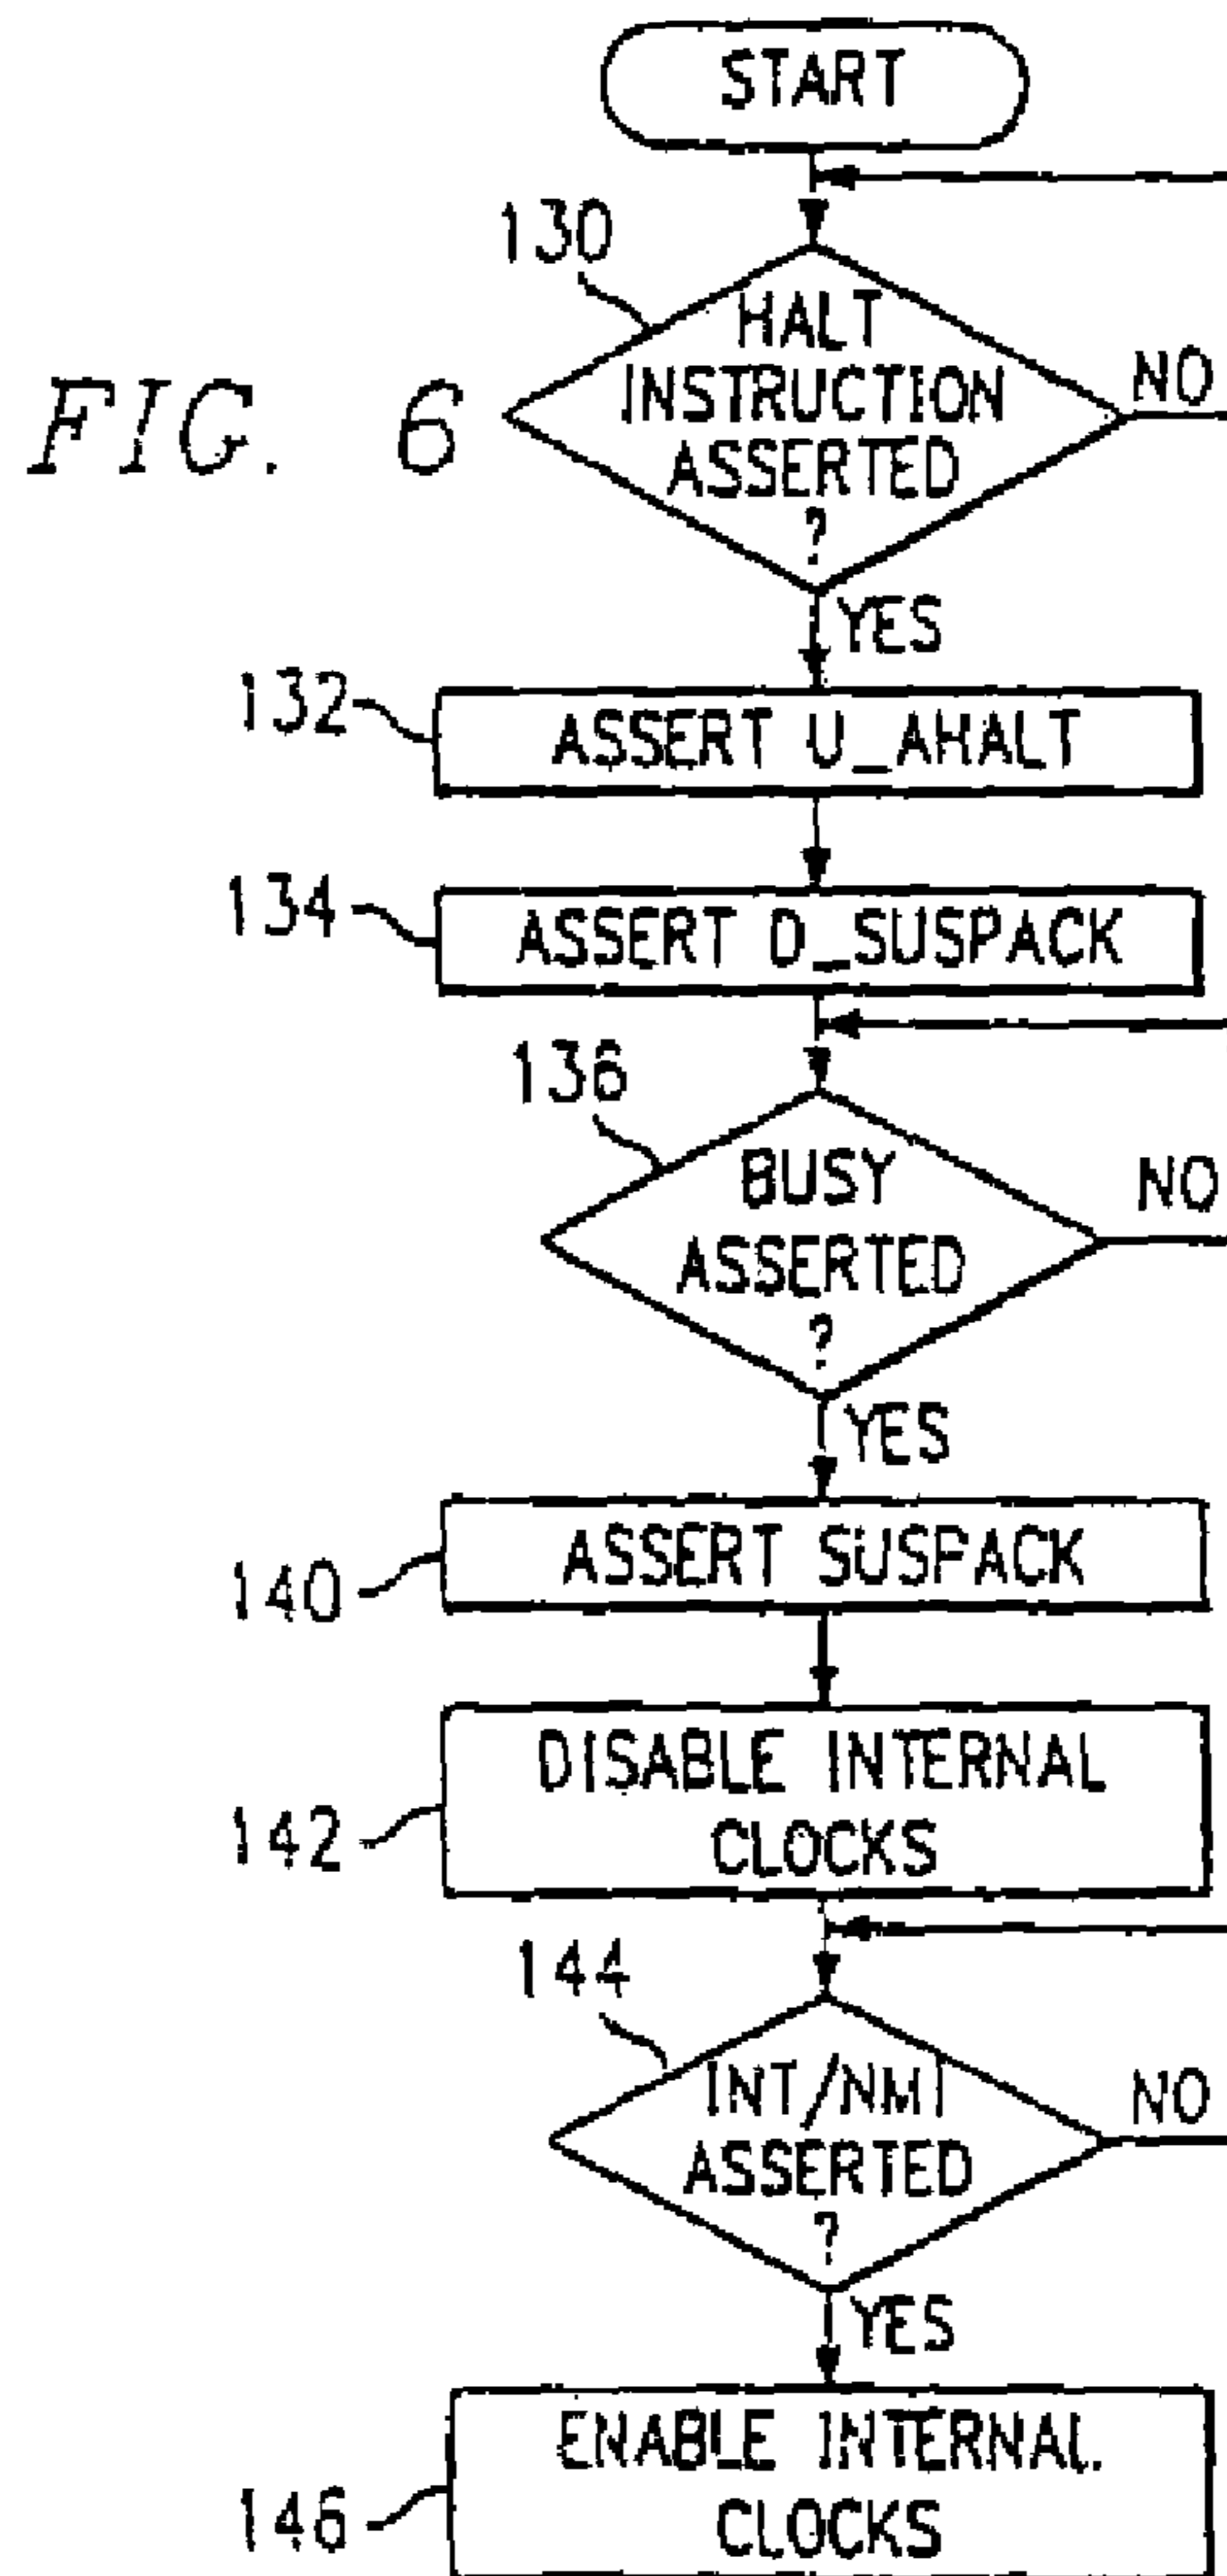 START
130
HALT
INSTRUCTION
ASSERTED
?
NO
FIG. 6
YES
132
ASSERT U_AHALT
134
ASSERT D_SUSPACK
136
BUSY
ASSERTED
?
NO
YES
140
ASSERT SUSPACK
142
DISABLE INTERNAL
CLOCKS
144
INT/NMI
ASSERTED
?
NO
YES
146
ENABLE INTERNAL
CLOCKS